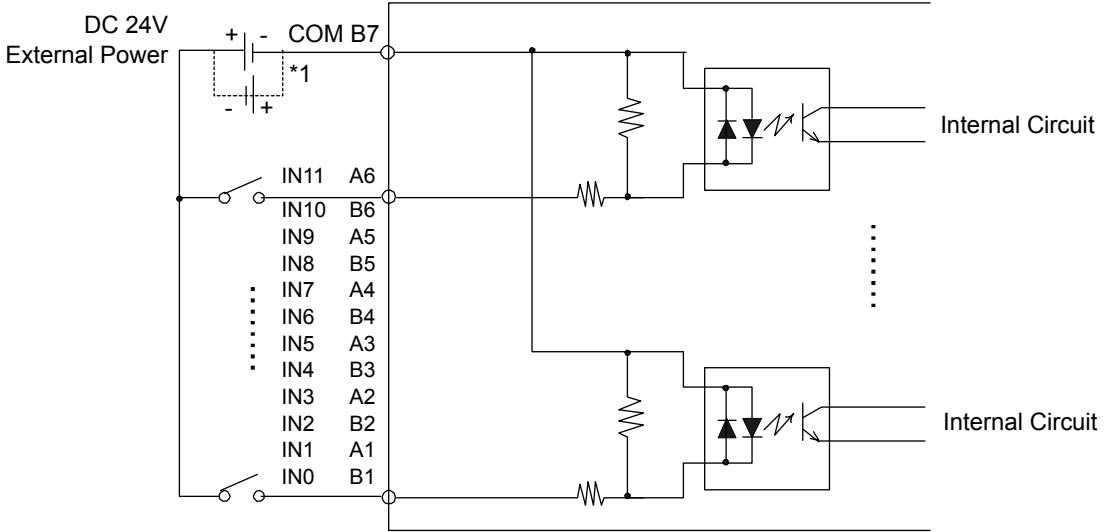 DC 24V
External Power
+ - COM B7
*1
- +
Internal Circuit
IN11 A6
IN10 B6
IN9 A5
IN8 B5
IN7 A4
IN6 B4
IN5 A3
IN4 B3
IN3 A2
IN2 B2
IN1 A1
IN0 B1
Internal Circuit